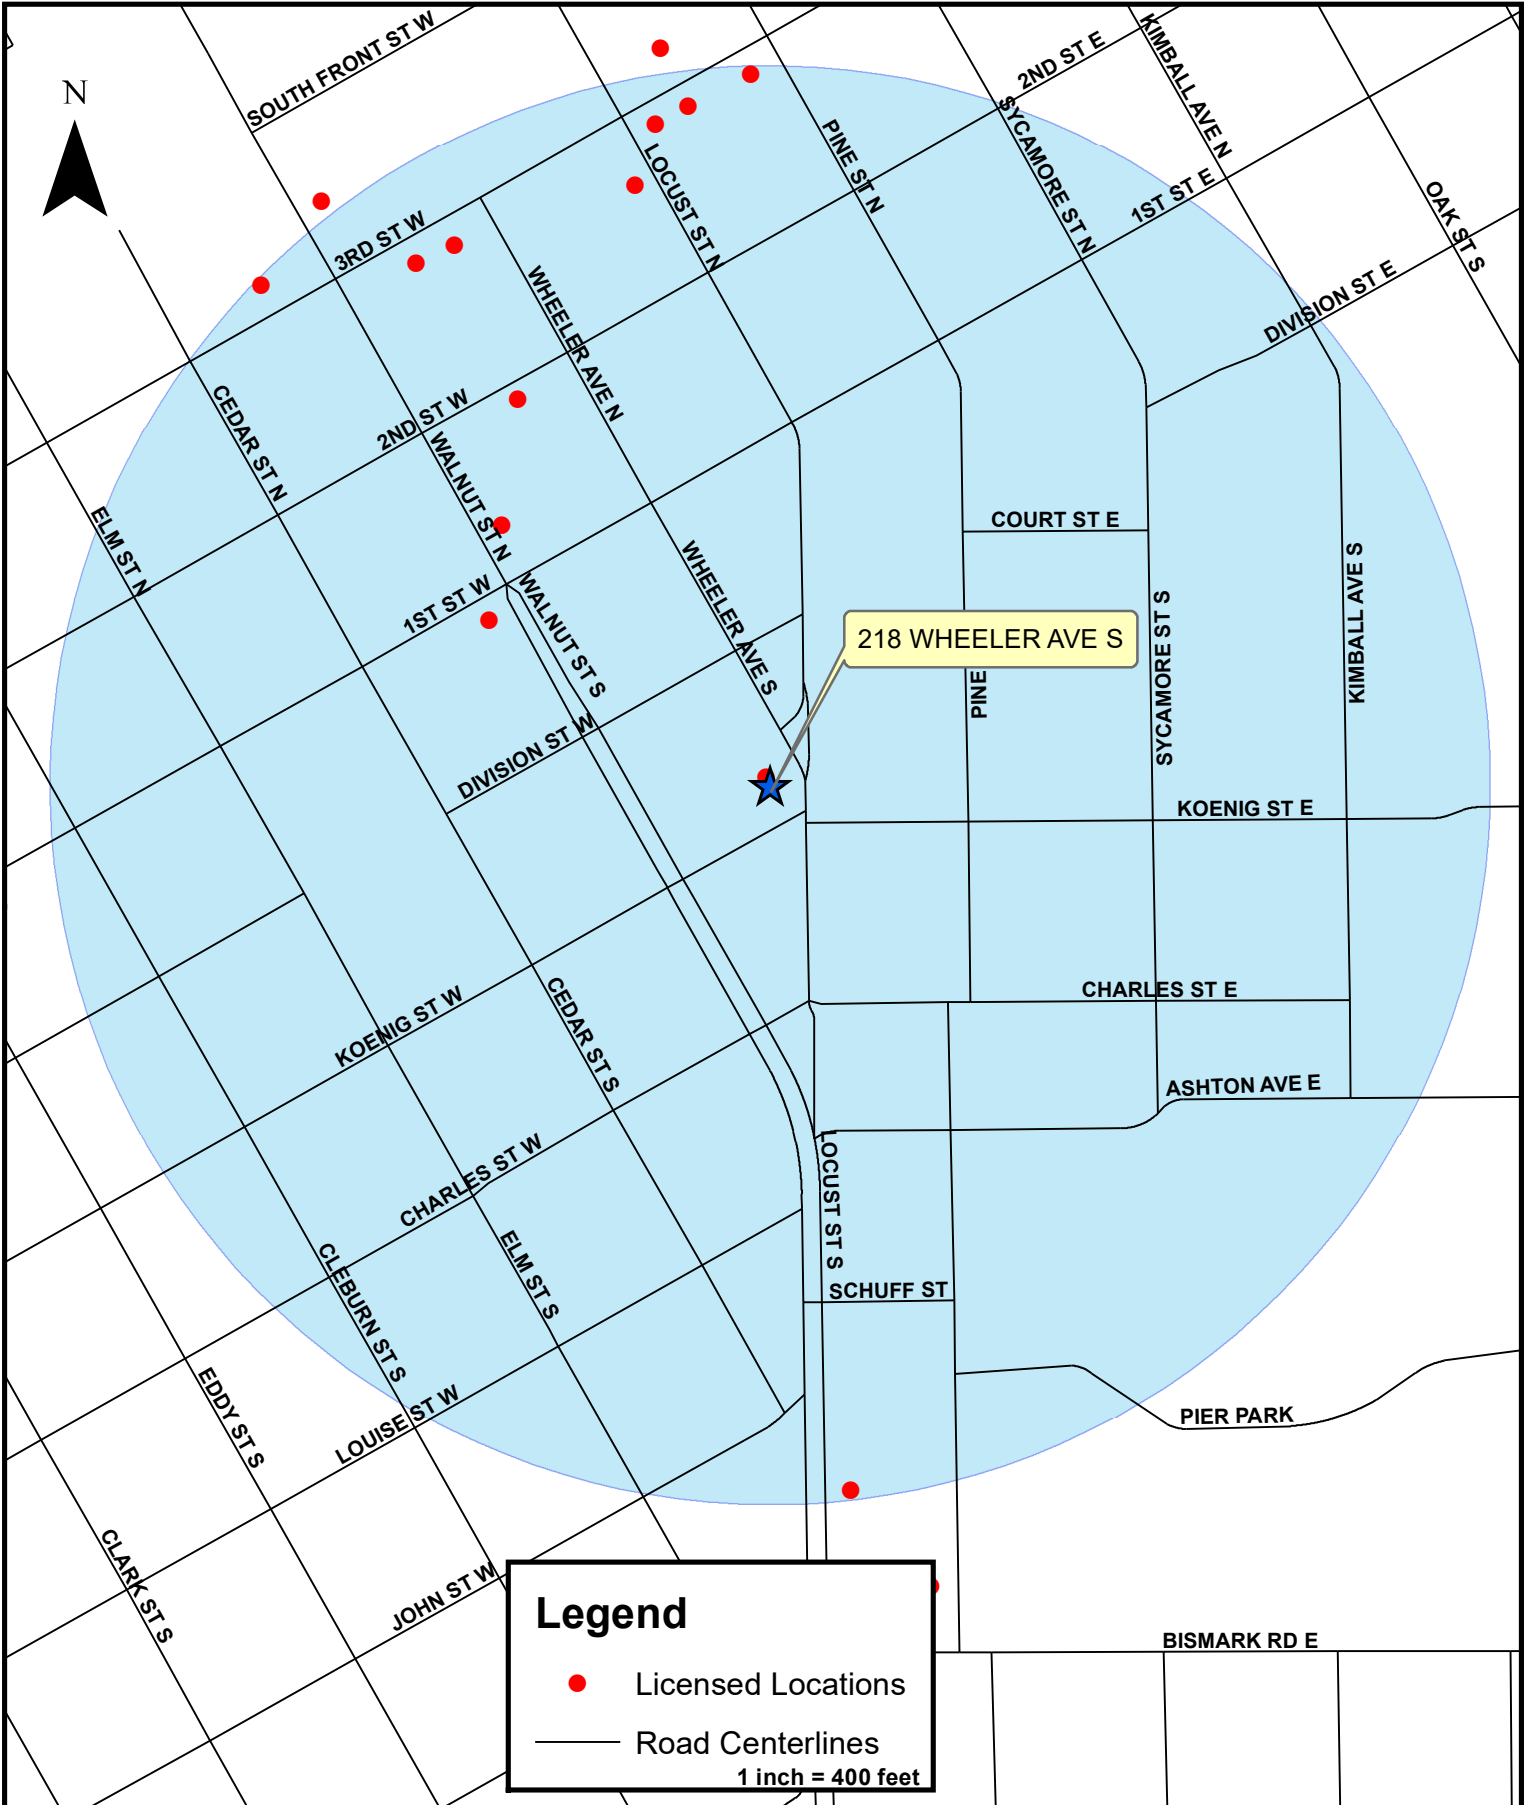 SOUTH FRONT ST W
2ND ST E
KIMBALL AVE N
N
SYCAMORE ST N
PINE ST N
LOCUST ST N
1ST ST E
OAK ST S
3RD ST W
DIVISION ST E
WHEELER AVE N
CEDAR ST N
2ND ST W
WALNUT ST N
ELM ST N
COURT ST E
WHEELER AVE S
KIMBALL AVE S
1ST ST W
WALNUT ST S
SYCAMORE ST S
218 WHEELER AVE S
PINE
DIVISION ST W
KOENIG ST E
CEDAR ST S
KOENIG ST W
CHARLES ST E
ASHTON AVE E
CHARLES ST W
LOCUST ST S
ELM ST S
CLEBURN ST S
SCHUFF ST
EDDY ST S
LOUISE ST W
PIER PARK
CLARK ST S
JOHN ST W
BISMARK RD E
Legend
Licensed Locations
Road Centerlines
1 inch = 400 feet